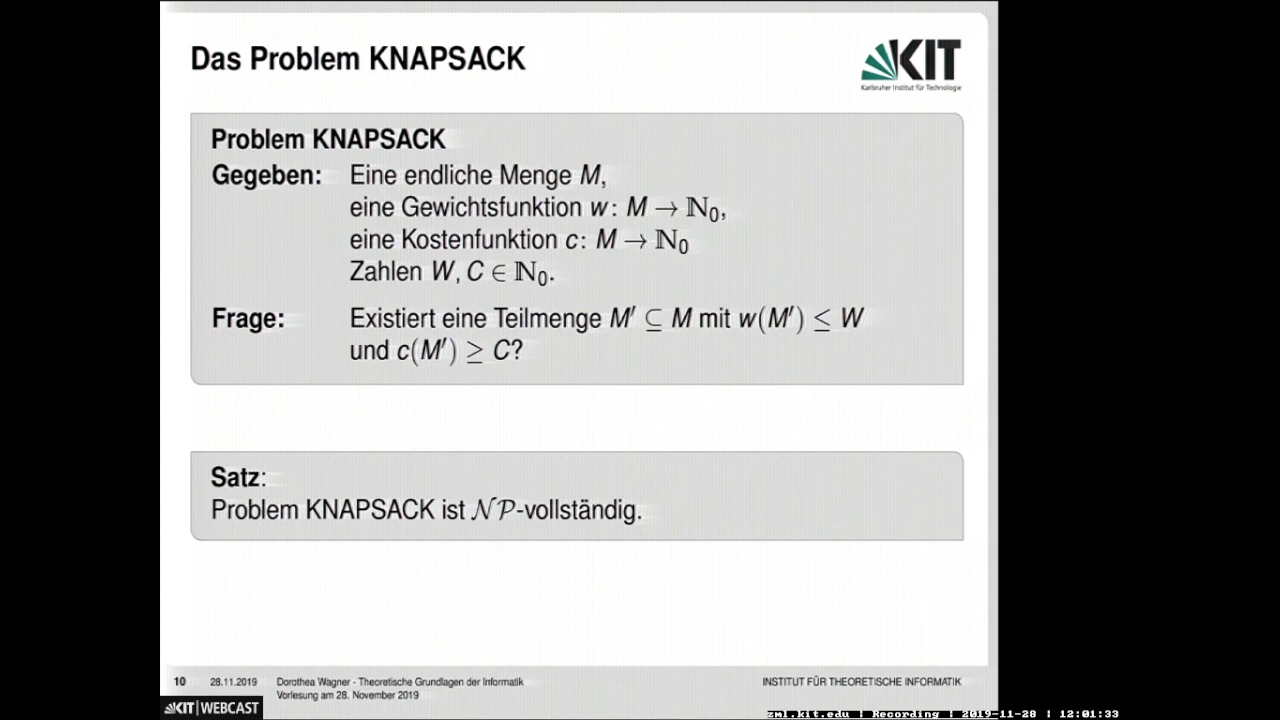 Das Problem KNAPSACK
KIT
Karlsruher Institut für Technologie
Problem KNAPSACK
Gegeben: Eine endliche Menge M,
eine Gewichtsfunktion w: M → ℕ₀,
eine Kostenfunktion c: M → ℕ₀
Zahlen W, C ∈ ℕ₀.
Frage: Existiert eine Teilmenge M′ ⊆ M mit w(M′) ≤ W
und c(M′) ≥ C?
Satz:
Problem KNAPSACK ist 𝒩𝒫-vollständig.
10 28.11.2019 Dorothea Wagner - Theoretische Grundlagen der Informatik
Vorlesung am 28. November 2019
INSTITUT FÜR THEORETISCHE INFORMATIK
KIT | WEBCAST
zml.kit.edu | Recording | 2019-11-28 | 12:01:33